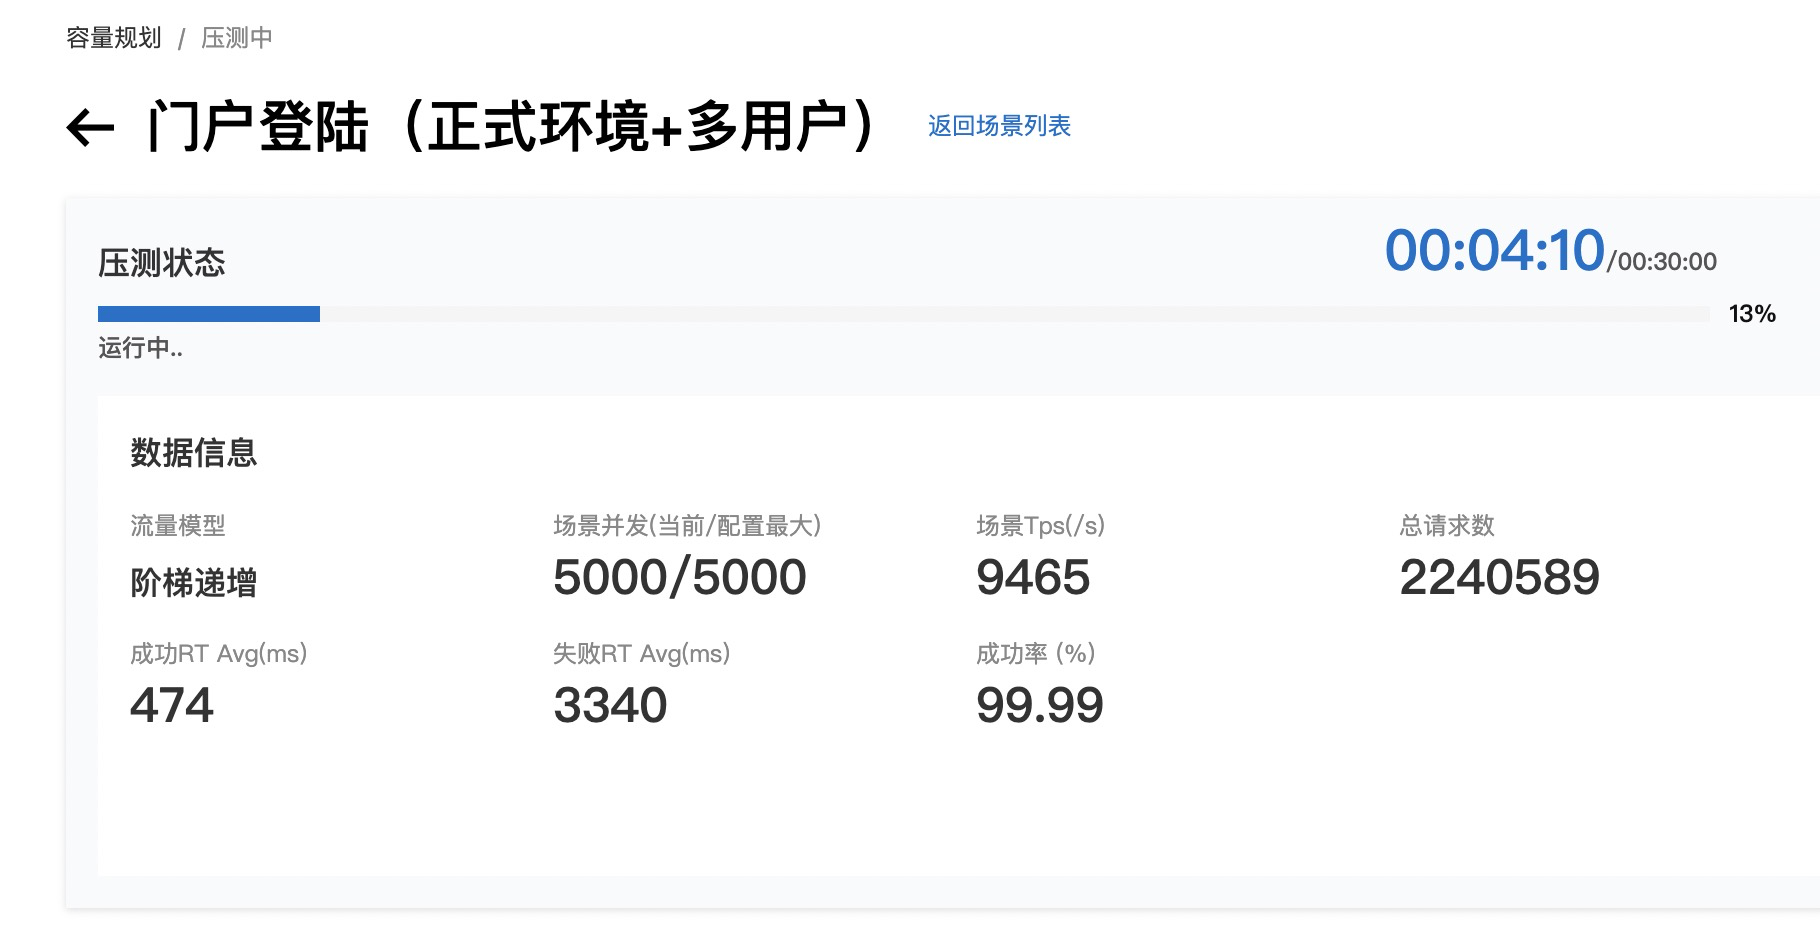 容量规划 / 压测中
← 门户登陆（正式环境+多用户） 返回场景列表
压测状态 00:04:10/00:30:00
13%
运行中..
数据信息
流量模型 场景并发(当前/配置最大) 场景Tps(/s) 总请求数
阶梯递增 5000/5000 9465 2240589
成功RT Avg(ms) 失败RT Avg(ms) 成功率 (%)
474 3340 99.99